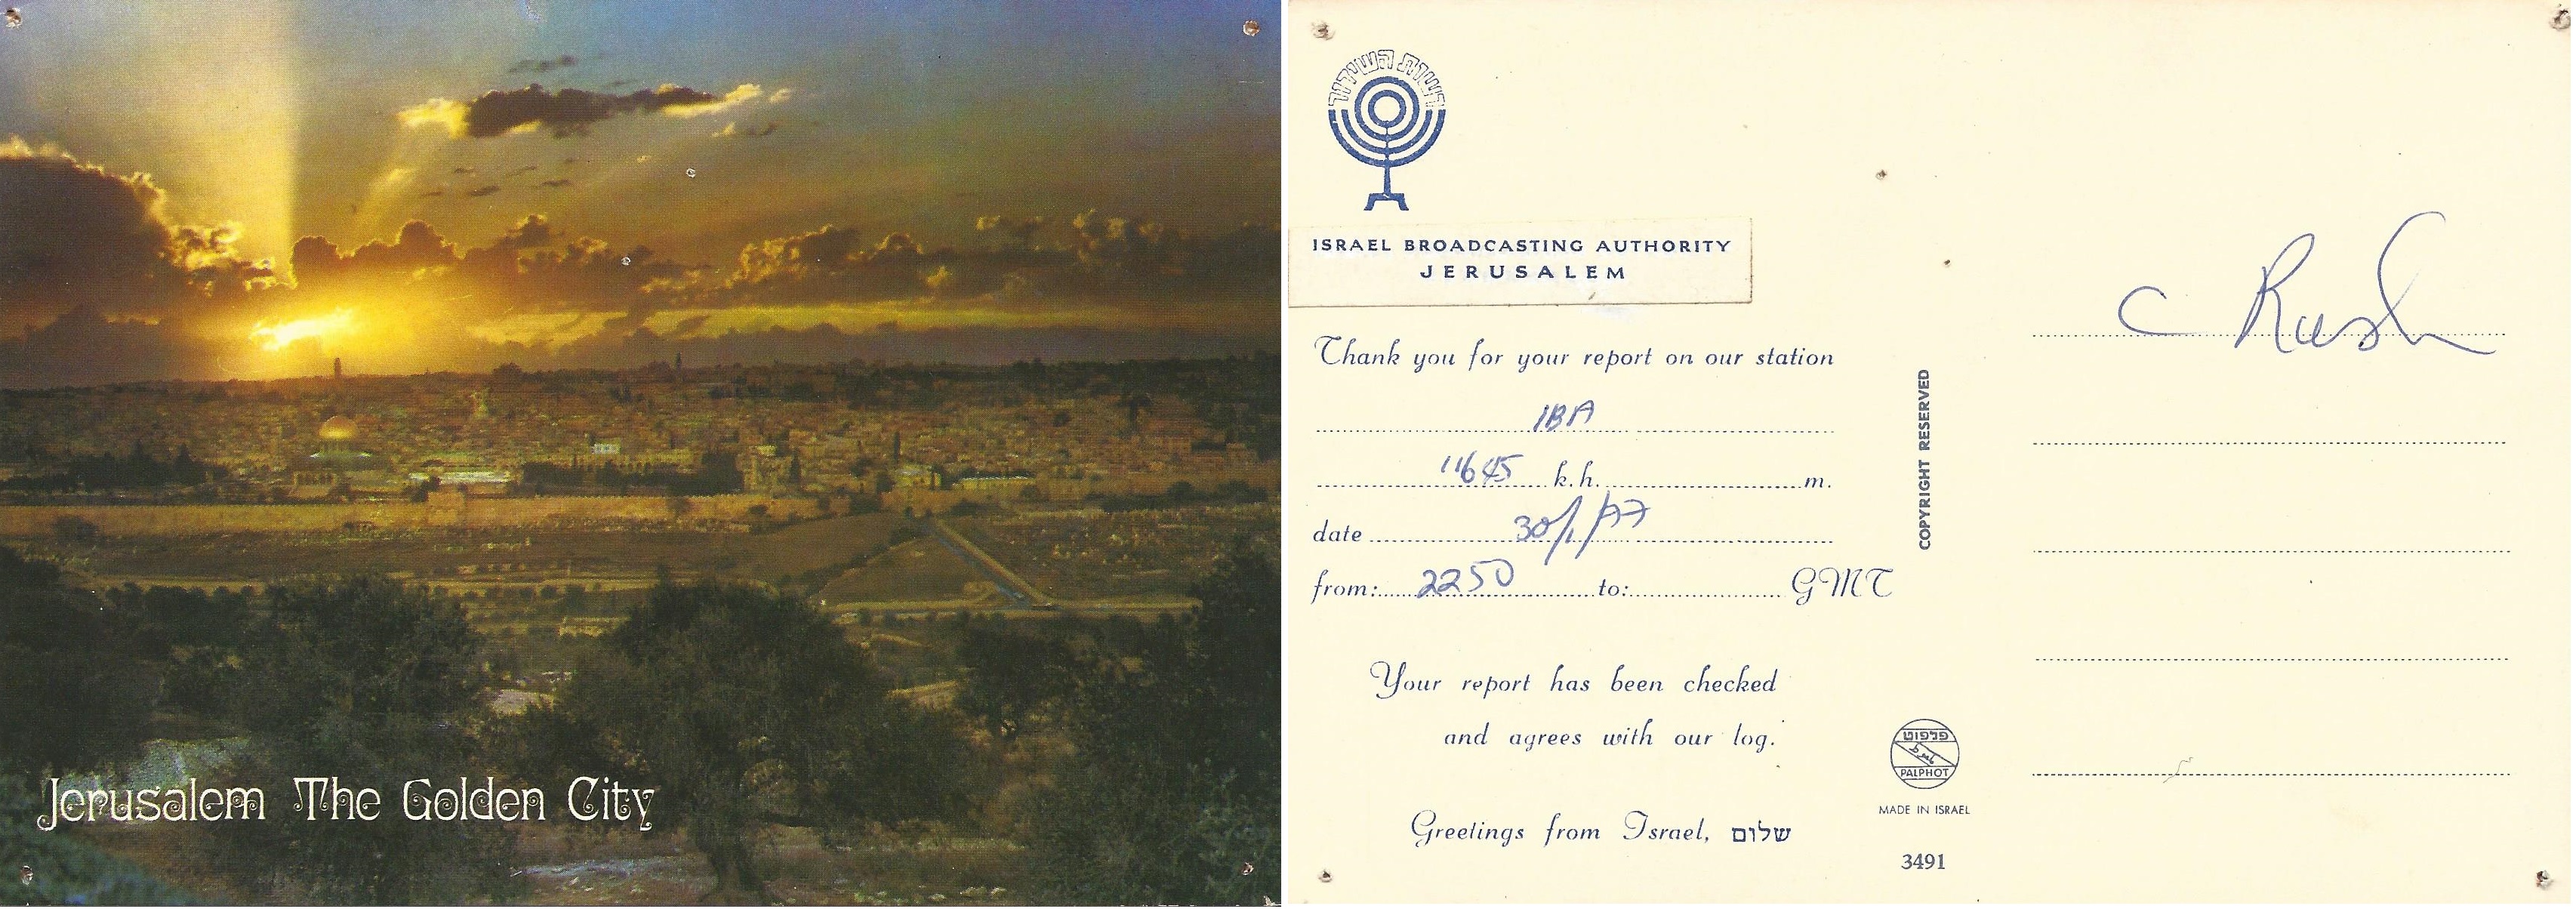 Jerusalem The Golden City
רשות השידור
ISRAEL BROADCASTING AUTHORITY
JERUSALEM
Thank you for your report on our station
IBA
11645 k.h. m.
date 30/1/77
from: 2250 to: GMT
Your report has been checked
and agrees with our log.
Greetings from Israel, שלום
COPYRIGHT RESERVED
פלפוט
PALPHOT
MADE IN ISRAEL
3491
C Rush